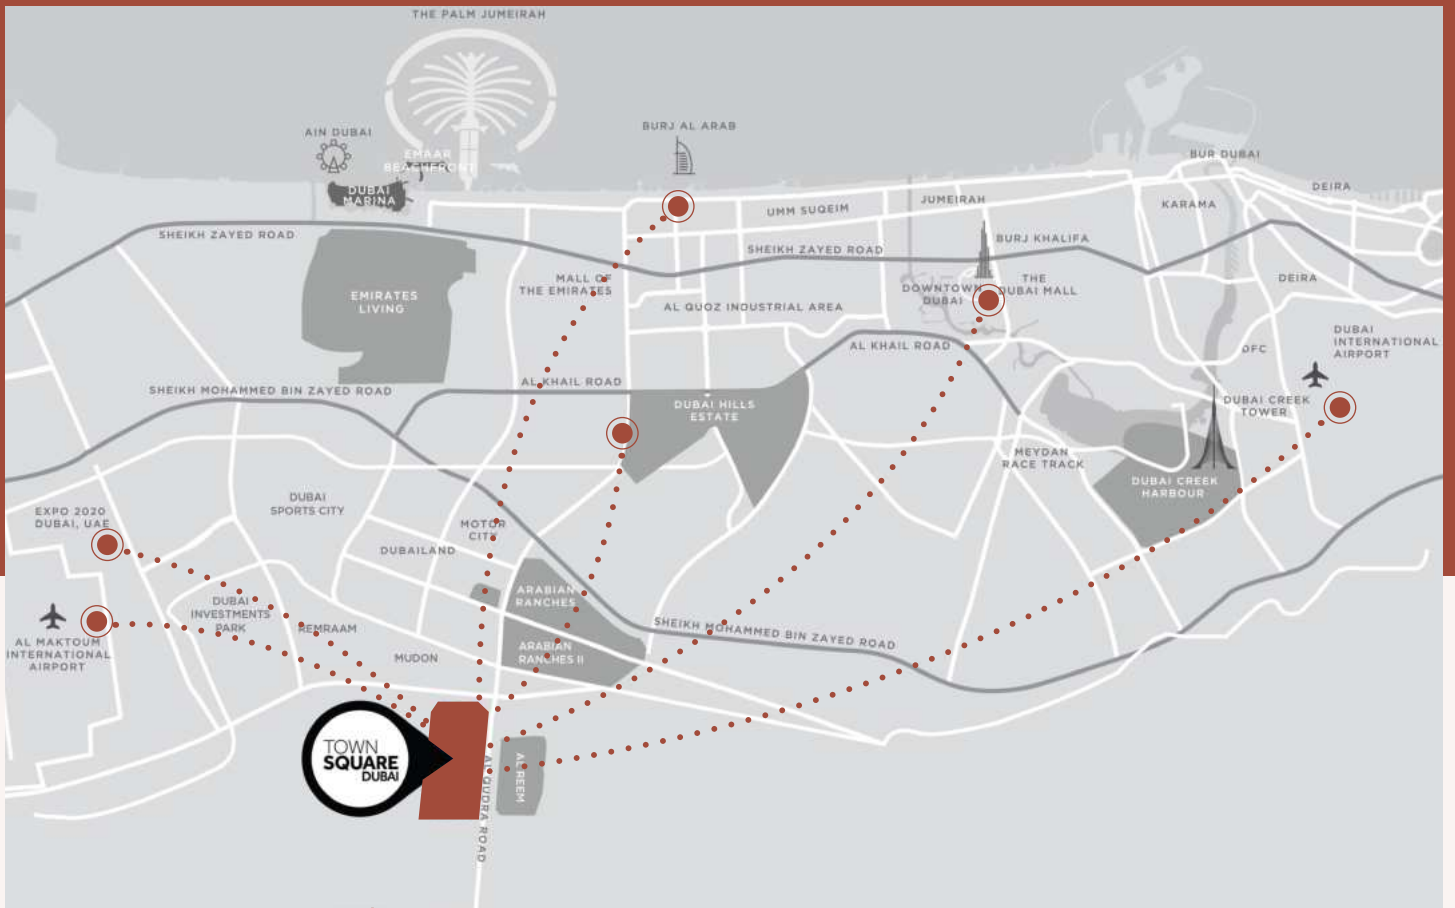 THE PALM JUMEIRAH
AIN DUBAI
BURJ AL ARAB
EMAAR
BEACHFRONT
DUBAI
MARINA
BUR DUBAI
DEIRA
KARAMA
JUMEIRAH
UMM SUQEIM
SHEIKH ZAYED ROAD
SHEIKH ZAYED ROAD
BURJ KHALIFA
MALL OF
THE EMIRATES
THE
DUBAI MALL
DOWNTOWN
DUBAI
DEIRA
EMIRATES
LIVING
AL QUOZ INDUSTRIAL AREA
AL KHAIL ROAD
DUBAI
INTERNATIONAL
AIRPORT
SHEIKH MOHAMMED BIN ZAYED ROAD
AL KHAIL ROAD
DUBAI HILLS
ESTATE
DUBAI CREEK
TOWER
MEYDAN
RACE TRACK
DUBAI CREEK
HARBOUR
DUBAI
SPORTS CITY
EXPO 2020
DUBAI, UAE
MOTOR
CITY
DUBAILAND
ARABIAN
RANCHES
DUBAI
INVESTMENTS
PARK
REMRAAM
SHEIKH MOHAMMED BIN ZAYED ROAD
AL MAKTOUM
INTERNATIONAL
AIRPORT
MUDON
ARABIAN
RANCHES II
TOWN
SQUARE
DUBAI
AL QUDRA ROAD
AL REEM